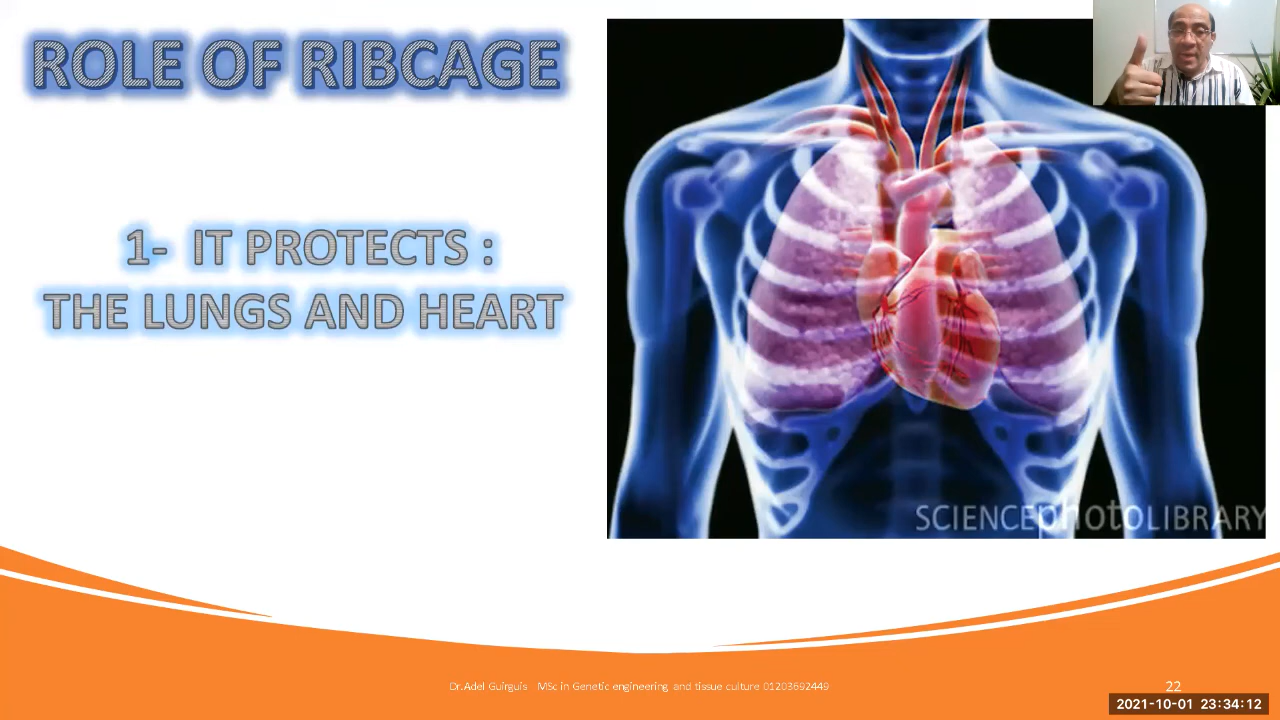 ROLE OF RIBCAGE
1- IT PROTECTS :
THE LUNGS AND HEART
SCIENCEphotoLIBRARY
Dr.Adel Guirguis MSc in Genetic engineering and tissue culture 01203692449
22
2021-10-01 23:34:12